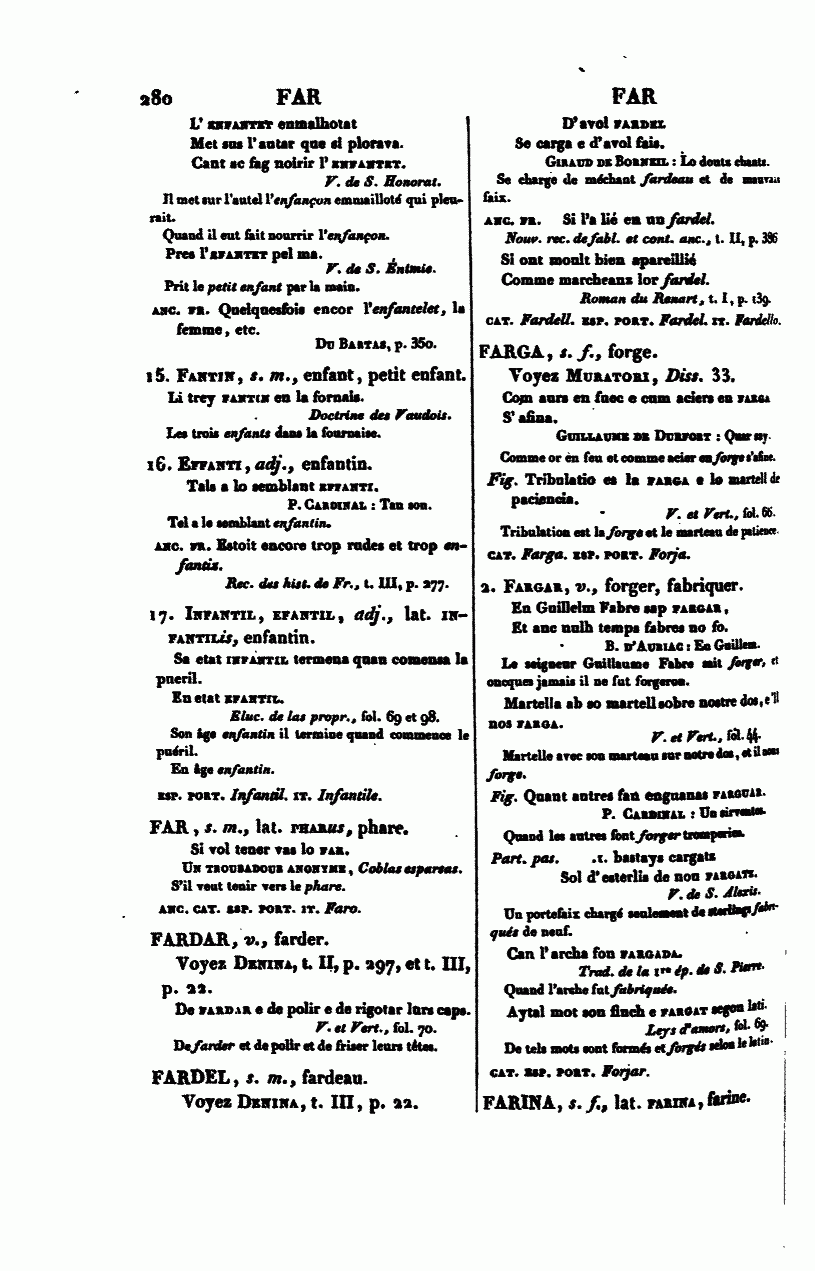 280 FAR FAR
L' ENFANTET enmalhotat
Met sus l'autar que si plorava.
Cant ac fag noirir l' ENFANTET.
V. de S. Honorat.
Il met sur l'autel l'enfançon emmailloté qui pleu-
rait.
Quand il eut fait nourrir l'enfançon.
Pres l'EFANTET pel ma.
V. de S. Énimie.
Prit le petit enfant par la main.
ANC. FR. Quelquesfois encor l'enfantelet, la
femme, etc.
DU BARTAS, p. 350.
15. FANTIN, s. m., enfant, petit enfant.
Li trey FANTIN en la fornais.
Doctrine des Vaudois.
Les trois enfants dans la fournaise.
16. EFFANTI, adj., enfantin.
Tals a lo semblant EFFANTI.
P. CARDINAL : Tan son.
Tel a le semblant enfantin.
ANC. FR. Estoit encore trop rudes et trop en-
fantis.
Rec. des hist. de Fr., t. III, p. 277.
17. INFANTIL, EFANTIL, adj., lat. IN-
FANTILis, enfantin.
Sa etat INFANTIL termena quan comensa la
pueril.
En etat EFANTIL.
Eluc. de las propr., fol. 69 et 98.
Son âge enfantin il termine quand commence le
puéril.
En âge enfantin.
ESP. PORT. Infantil. IT. Infantile.
FAR, s. m., lat. PHARUS, phare.
Si vol tener vas lo FAR.
UN TROUBADOUR ANONYME, Coblas esparsas.
S'il veut tenir vers le phare.
ANC. CAT. ESP. PORT. IT. Faro.
FARDAR, v., farder.
Voyez DENINA, t. II, p. 297, et t. III,
p. 22.
De FARDAR e de polir e de rigotar lurs caps.
V. et Vert., fol. 70.
De farder et de polir et de friser leurs têtes.
FARDEL, s. m., fardeau.
Voyez DENINA, t. III, p. 22.
D'avol FARDEL
Se carga e d'avol fais.
GIRAUD DE BORNEIL : Lo douts chants.
Se charge de méchant fardeau et de mauvais
faix.
ANC. FR. Si l'a lié en un fardel.
Nouv. rec. de fabl. et cont. anc., t. II, p. 396
Si ont moult bien apareillié
Comme marcheanz lor fardel.
Roman du Renart, t. I, p. 139.
CAT. Fardell. ESP. PORT. Fardel. IT. Fardello.
FARGA, s. f., forge.
Voyez MURATORI, Diss. 33.
Com aurs en fuec e cum aciers en FARGA
S' afina.
GUILLAUME DE DURFORT : Quar say.
Comme or en feu et comme acier en forge s'affine.
Fig. Tribulatio es la FARGA e lo martell de
paciencia.
V. et Vert., fol. 66.
Tribulation est la forge et le marteau de patience.
CAT. Farga. ESP. PORT. Forja.
2. FARGAR, v., forger, fabriquer.
En Guillelm Fabre sap FARGAR,
Et anc nulh temps fabres no fo.
B. D'AURIAC : En Guillem.
Le seigneur Guillaume Fabre sait forger, et
oncques jamais il ne fut forgeron.
Martella ab so martell sobre nostre dos, e 'll
nos FARGA.
V. et Vert., fol. 44.
Martelle avec son marteau sur notre dos, et il nous
forge.
Fig. Quant autres fan enguanas FARGUAR.
P. CARDINAL : Un sirventes.
Quand les autres font forger tromperies.
Part. pas. .I. bastays cargats
Sol d'esterlis de nou FARGATS.
V. de S. Alexis.
Un portefaix chargé seulement de sterlings fabri-
qués de neuf.
Can l'archa fou FARGADA.
Trad. de la 1re ép. de S. Pierre.
Quand l'arche fut fabriquée.
Aytal mot son finch e FARGAT segon lati.
Leys d'amors, fol. 69.
De tels mots sont formés et forgés selon le latin.
CAT. ESP. PORT. Forjar.
FARINA, s. f., lat. FARINA, farine.